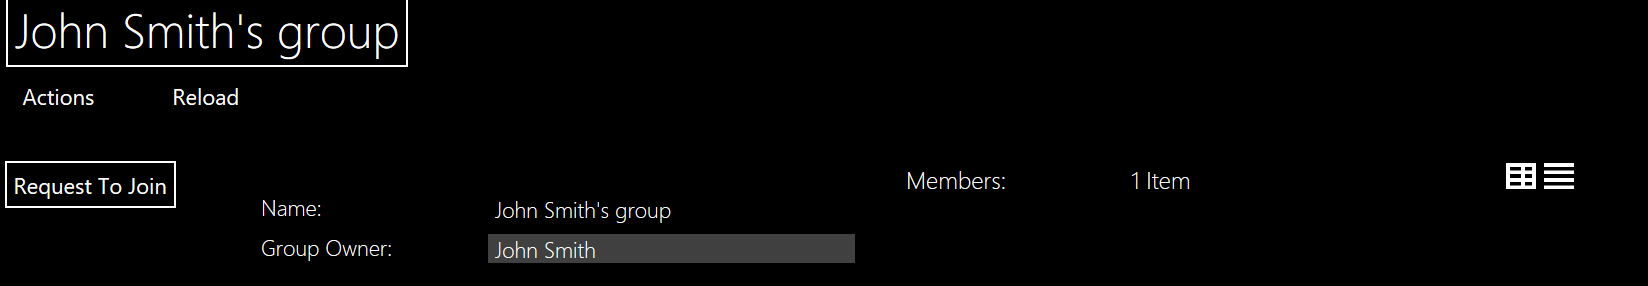 John Smith's group
Actions Reload
Request To Join
Name: John Smith's group
Group Owner: John Smith
Members: 1 Item